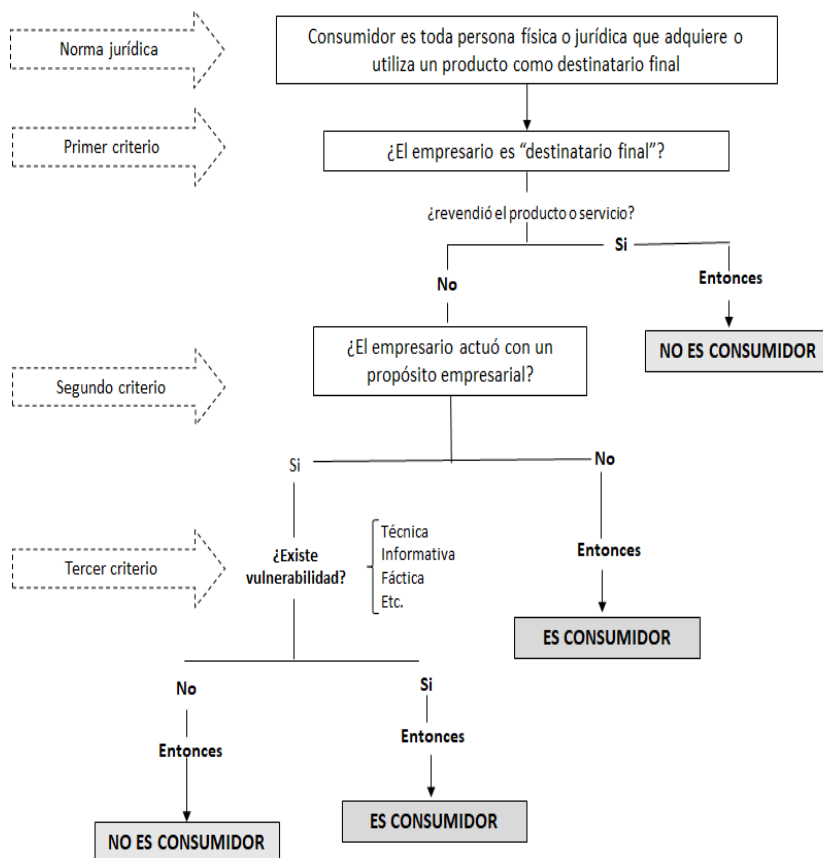 Norma jurídica
Consumidor es toda persona física o jurídica que adquiere o
utiliza un producto como destinatario final
Primer criterio
¿El empresario es “destinatario final”?
¿revendió el producto o servicio?
Si
No
Entonces
NO ES CONSUMIDOR
¿El empresario actuó con un
propósito empresarial?
Segundo criterio
Si
No
Tercer criterio
¿Existe
vulnerabilidad?
Técnica
Informativa
Fáctica
Etc.
Entonces
ES CONSUMIDOR
No
Si
Entonces
Entonces
NO ES CONSUMIDOR
ES CONSUMIDOR